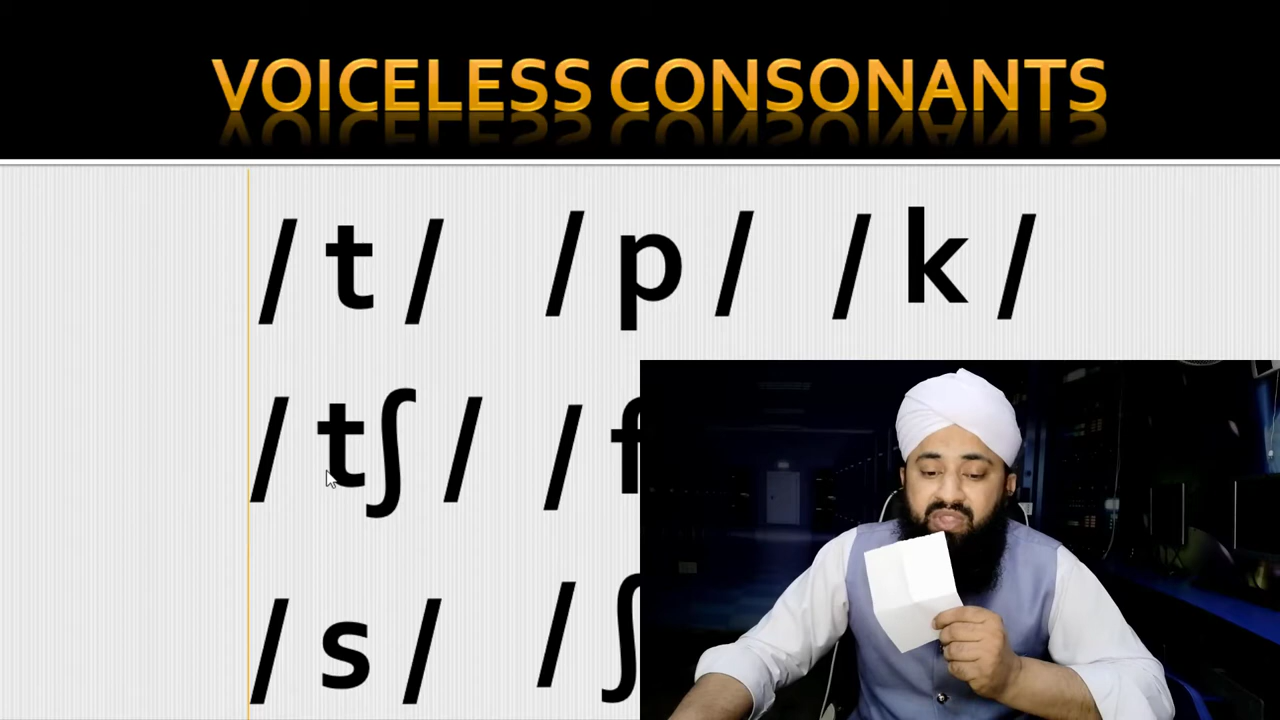 VOICELESS CONSONANTS
/ t / / p / / k /
/ tʃ / / f
/ s / / ʃ